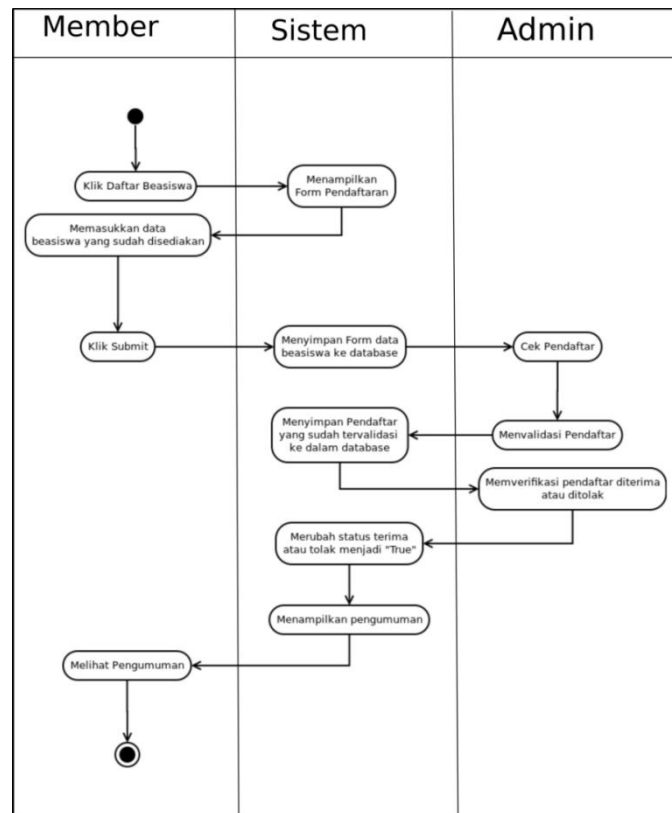 Member
Sistem
Admin
Klik Daftar Beasiswa
Menampilkan
Form Pendaftaran
Memasukkan data
beasiswa yang sudah disediakan
Klik Submit
Menyimpan Form data
beasiswa ke database
Cek Pendaftar
Menvalidasi Pendaftar
Menyimpan Pendaftar
yang sudah tervalidasi
ke dalam database
Memverifikasi pendaftar diterima
atau ditolak
Merubah status terima
atau tolak menjadi "True"
Menampilkan pengumuman
Melihat Pengumuman